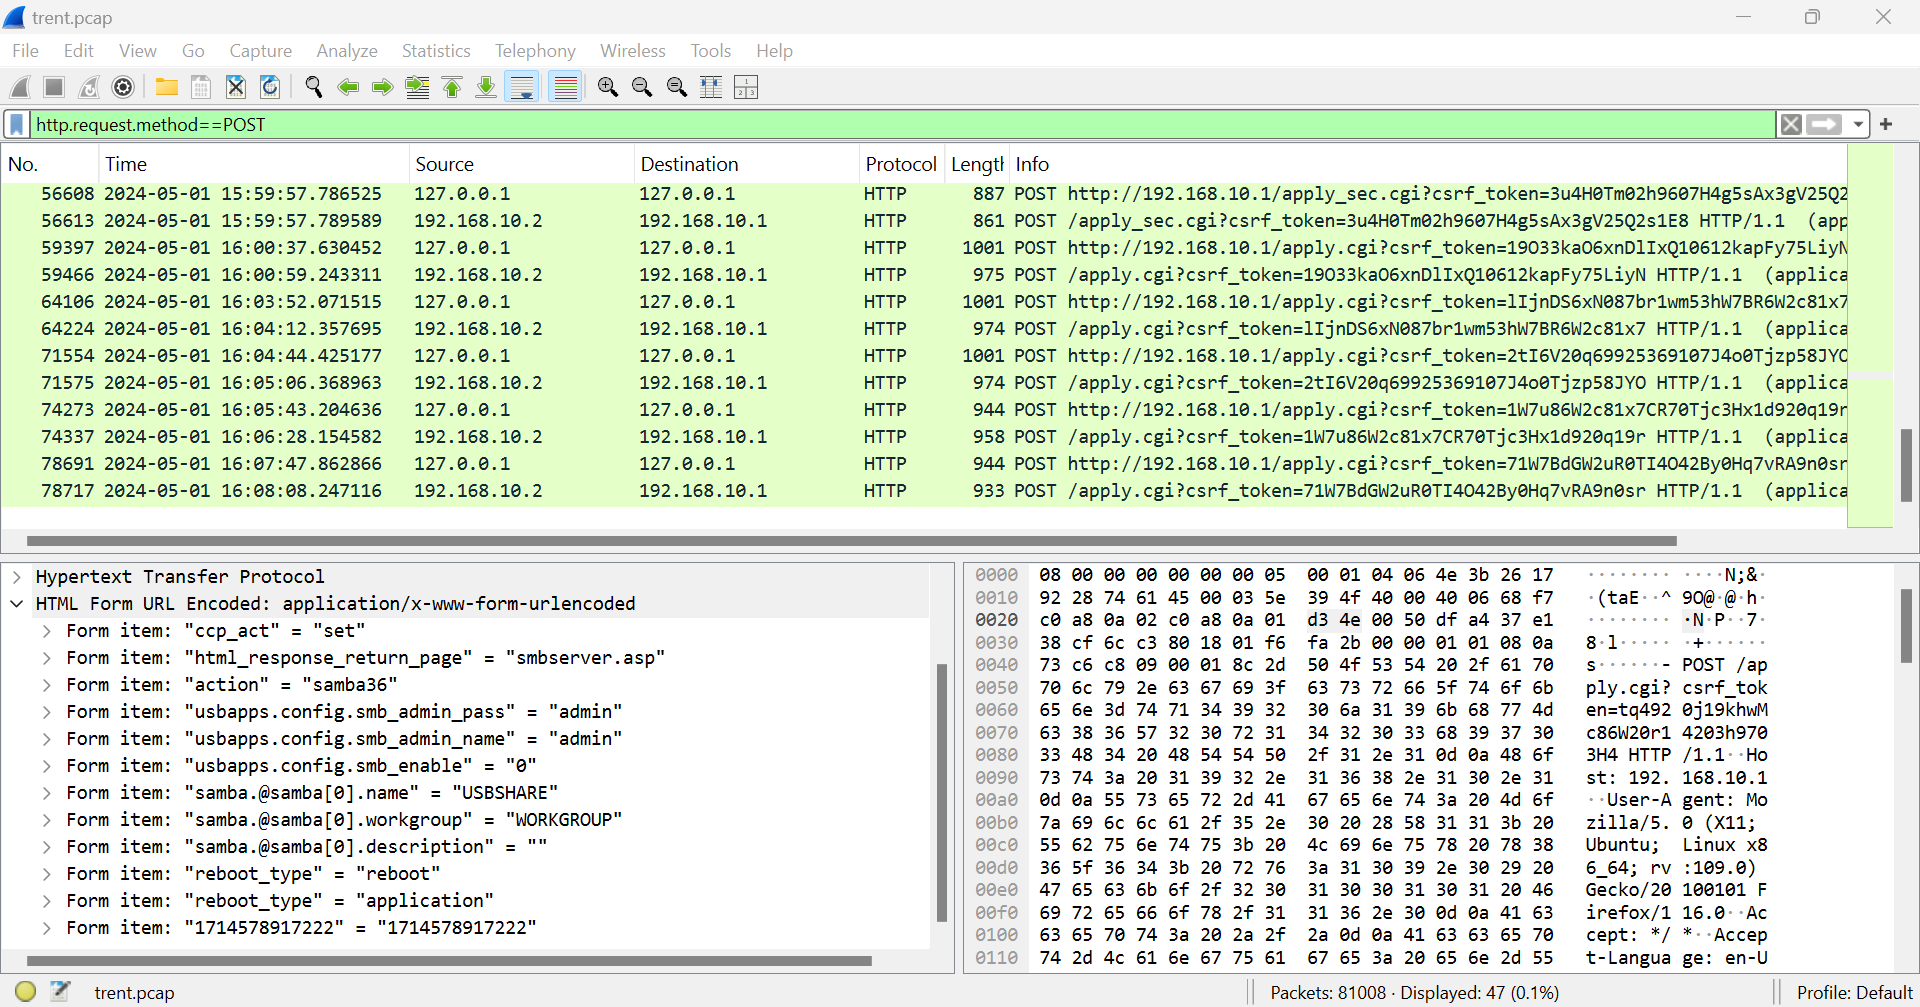 trent.pcap
File Edit View Go Capture Analyze Statistics Telephony Wireless Tools Help
http.request.method==POST
No. Time Source Destination Protocol Length Info
56608 2024-05-01 15:59:57.786525 127.0.0.1 127.0.0.1 HTTP 887 POST http://192.168.10.1/apply_sec.cgi?csrf_token=3u4H0Tm02h9607H4g5sAx3gV25Q2
56613 2024-05-01 15:59:57.789589 192.168.10.2 192.168.10.1 HTTP 861 POST /apply_sec.cgi?csrf_token=3u4H0Tm02h9607H4g5sAx3gV25Q2s1E8 HTTP/1.1 (app
59397 2024-05-01 16:00:37.630452 127.0.0.1 127.0.0.1 HTTP 1001 POST http://192.168.10.1/apply.cgi?csrf_token=19O33kaO6xnDlIxQ10612kapFy75LiyN
59466 2024-05-01 16:00:59.243311 192.168.10.2 192.168.10.1 HTTP 975 POST /apply.cgi?csrf_token=19O33kaO6xnDlIxQ10612kapFy75LiyN HTTP/1.1 (applica
64106 2024-05-01 16:03:52.071515 127.0.0.1 127.0.0.1 HTTP 1001 POST http://192.168.10.1/apply.cgi?csrf_token=lIjnDS6xN087br1wm53hW7BR6W2c81x7
64224 2024-05-01 16:04:12.357695 192.168.10.2 192.168.10.1 HTTP 974 POST /apply.cgi?csrf_token=lIjnDS6xN087br1wm53hW7BR6W2c81x7 HTTP/1.1 (applica
71554 2024-05-01 16:04:44.425177 127.0.0.1 127.0.0.1 HTTP 1001 POST http://192.168.10.1/apply.cgi?csrf_token=2tI6V20q69925369107J4o0Tjzp58JYO
71575 2024-05-01 16:05:06.368963 192.168.10.2 192.168.10.1 HTTP 974 POST /apply.cgi?csrf_token=2tI6V20q69925369107J4o0Tjzp58JYO HTTP/1.1 (applica
74273 2024-05-01 16:05:43.204636 127.0.0.1 127.0.0.1 HTTP 944 POST http://192.168.10.1/apply.cgi?csrf_token=1W7u86W2c81x7CR70Tjc3Hx1d920q19r
74337 2024-05-01 16:06:28.154582 192.168.10.2 192.168.10.1 HTTP 958 POST /apply.cgi?csrf_token=1W7u86W2c81x7CR70Tjc3Hx1d920q19r HTTP/1.1 (applica
78691 2024-05-01 16:07:47.862866 127.0.0.1 127.0.0.1 HTTP 944 POST http://192.168.10.1/apply.cgi?csrf_token=71W7BdGW2uR0TI4O42By0Hq7vRA9n0sr
78717 2024-05-01 16:08:08.247116 192.168.10.2 192.168.10.1 HTTP 933 POST /apply.cgi?csrf_token=71W7BdGW2uR0TI4O42By0Hq7vRA9n0sr HTTP/1.1 (applica
Hypertext Transfer Protocol
HTML Form URL Encoded: application/x-www-form-urlencoded
Form item: "ccp_act" = "set"
Form item: "html_response_return_page" = "smbserver.asp"
Form item: "action" = "samba36"
Form item: "usbapps.config.smb_admin_pass" = "admin"
Form item: "usbapps.config.smb_admin_name" = "admin"
Form item: "usbapps.config.smb_enable" = "0"
Form item: "samba.@samba[0].name" = "USBSHARE"
Form item: "samba.@samba[0].workgroup" = "WORKGROUP"
Form item: "samba.@samba[0].description" = ""
Form item: "reboot_type" = "reboot"
Form item: "reboot_type" = "application"
Form item: "1714578917222" = "1714578917222"
0000 08 00 00 00 00 00 00 05 00 01 04 06 4e 3b 26 17 ········ ····N;&·
0010 92 28 74 61 45 00 03 5e 39 4f 40 00 40 06 68 f7 ·(taE··^ 9O@·@·h·
0020 c0 a8 0a 02 c0 a8 0a 01 d3 4e 00 50 df a4 37 e1 ········ ·N·P··7·
0030 38 cf 6c c3 80 18 01 f6 fa 2b 00 00 01 01 08 0a 8·l····· ·+······
0040 73 c6 c8 09 00 01 8c 2d 50 4f 53 54 20 2f 61 70 s······- POST /ap
0050 70 6c 79 2e 63 67 69 3f 63 73 72 66 5f 74 6f 6b ply.cgi? csrf_tok
0060 65 6e 3d 74 71 34 39 32 30 6a 31 39 6b 68 77 4d en=tq492 0j19khwM
0070 63 38 36 57 32 30 72 31 34 32 30 33 68 39 37 30 c86W20r1 4203h970
0080 33 48 34 20 48 54 54 50 2f 31 2e 31 0d 0a 48 6f 3H4 HTTP /1.1··Ho
0090 73 74 3a 20 31 39 32 2e 31 36 38 2e 31 30 2e 31 st: 192. 168.10.1
00a0 0d 0a 55 73 65 72 2d 41 67 65 6e 74 3a 20 4d 6f ··User-A gent: Mo
00b0 7a 69 6c 6c 61 2f 35 2e 30 20 28 58 31 31 3b 20 zilla/5. 0 (X11;
00c0 55 62 75 6e 74 75 3b 20 4c 69 6e 75 78 20 78 38 Ubuntu; Linux x8
00d0 36 5f 36 34 3b 20 72 76 3a 31 30 39 2e 30 29 20 6_64; rv :109.0)
00e0 47 65 63 6b 6f 2f 32 30 31 30 30 31 30 31 20 46 Gecko/20 100101 F
00f0 69 72 65 66 6f 78 2f 31 31 36 2e 30 0d 0a 41 63 irefox/1 16.0··Ac
0100 63 65 70 74 3a 20 2a 2f 2a 0d 0a 41 63 63 65 70 cept: */ *··Accep
0110 74 2d 4c 61 6e 67 75 61 67 65 3a 20 65 6e 2d 55 t-Langua ge: en-U
trent.pcap Packets: 81008 · Displayed: 47 (0.1%) Profile: Default